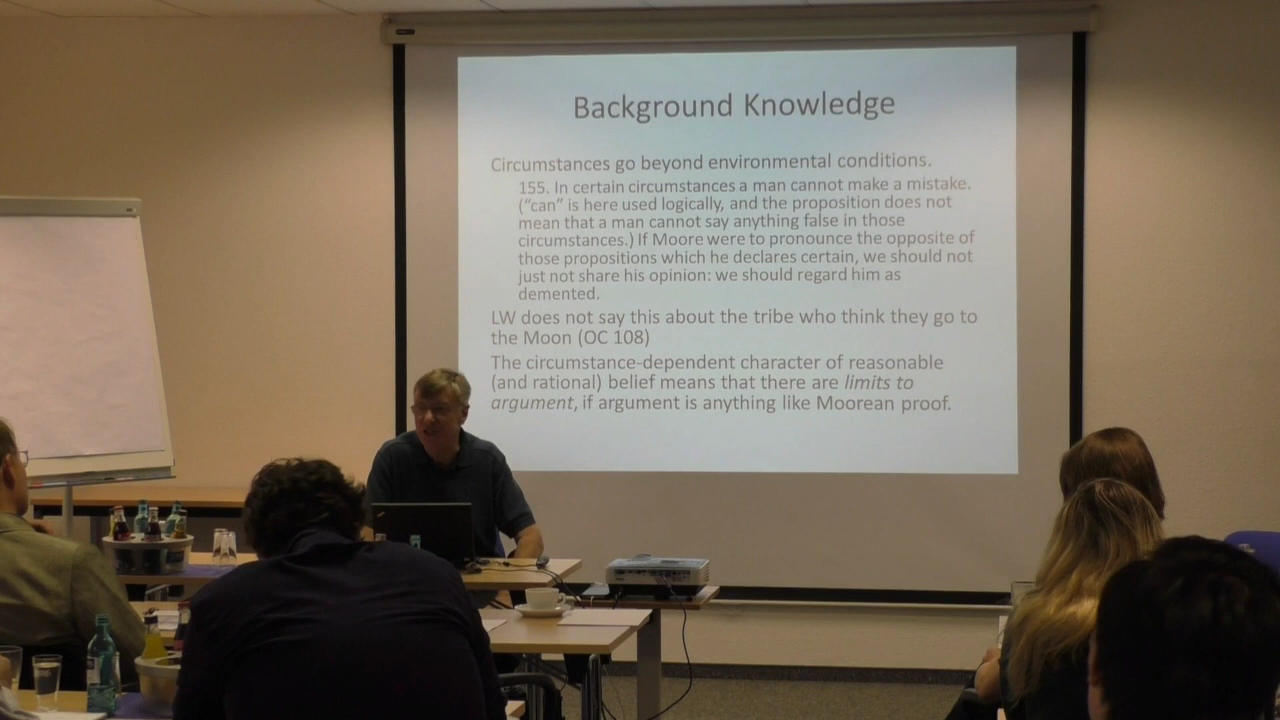 Background Knowledge
Circumstances go beyond environmental conditions.
155. In certain circumstances a man cannot make a mistake.
(“can” is here used logically, and the proposition does not
mean that a man cannot say anything false in those
circumstances.) If Moore were to pronounce the opposite of
those propositions which he declares certain, we should not
just not share his opinion: we should regard him as
demented.
LW does not say this about the tribe who think they go to
the Moon (OC 108)
The circumstance-dependent character of reasonable
(and rational) belief means that there are limits to
argument, if argument is anything like Moorean proof.